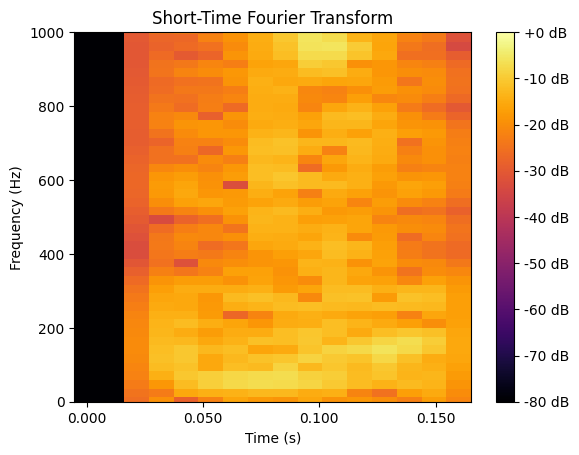 Short-Time Fourier Transform
1000
800
600
400
200
0
Frequency (Hz)
0.000
0.050
0.100
0.150
Time (s)
+0 dB
-10 dB
-20 dB
-30 dB
-40 dB
-50 dB
-60 dB
-70 dB
-80 dB